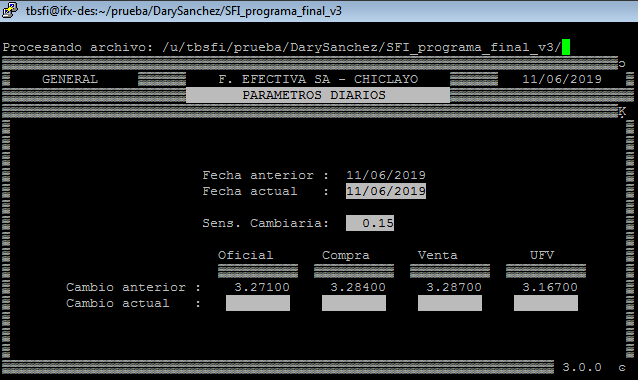 tbsfi@ifx-des:~/prueba/DarySanchez/SFI_programa_final_v3
Procesando archivo: /u/tbsfi/prueba/DarySanchez/SFI_programa_final_v3/
GENERAL F. EFECTIVA SA - CHICLAYO 11/06/2019
PARAMETROS DIARIOS
Fecha anterior : 11/06/2019
Fecha actual : 11/06/2019
Sens. Cambiaria: 0.15
Oficial Compra Venta UFV
Cambio anterior : 3.27100 3.28400 3.28700 3.16700
Cambio actual :
3.0.0